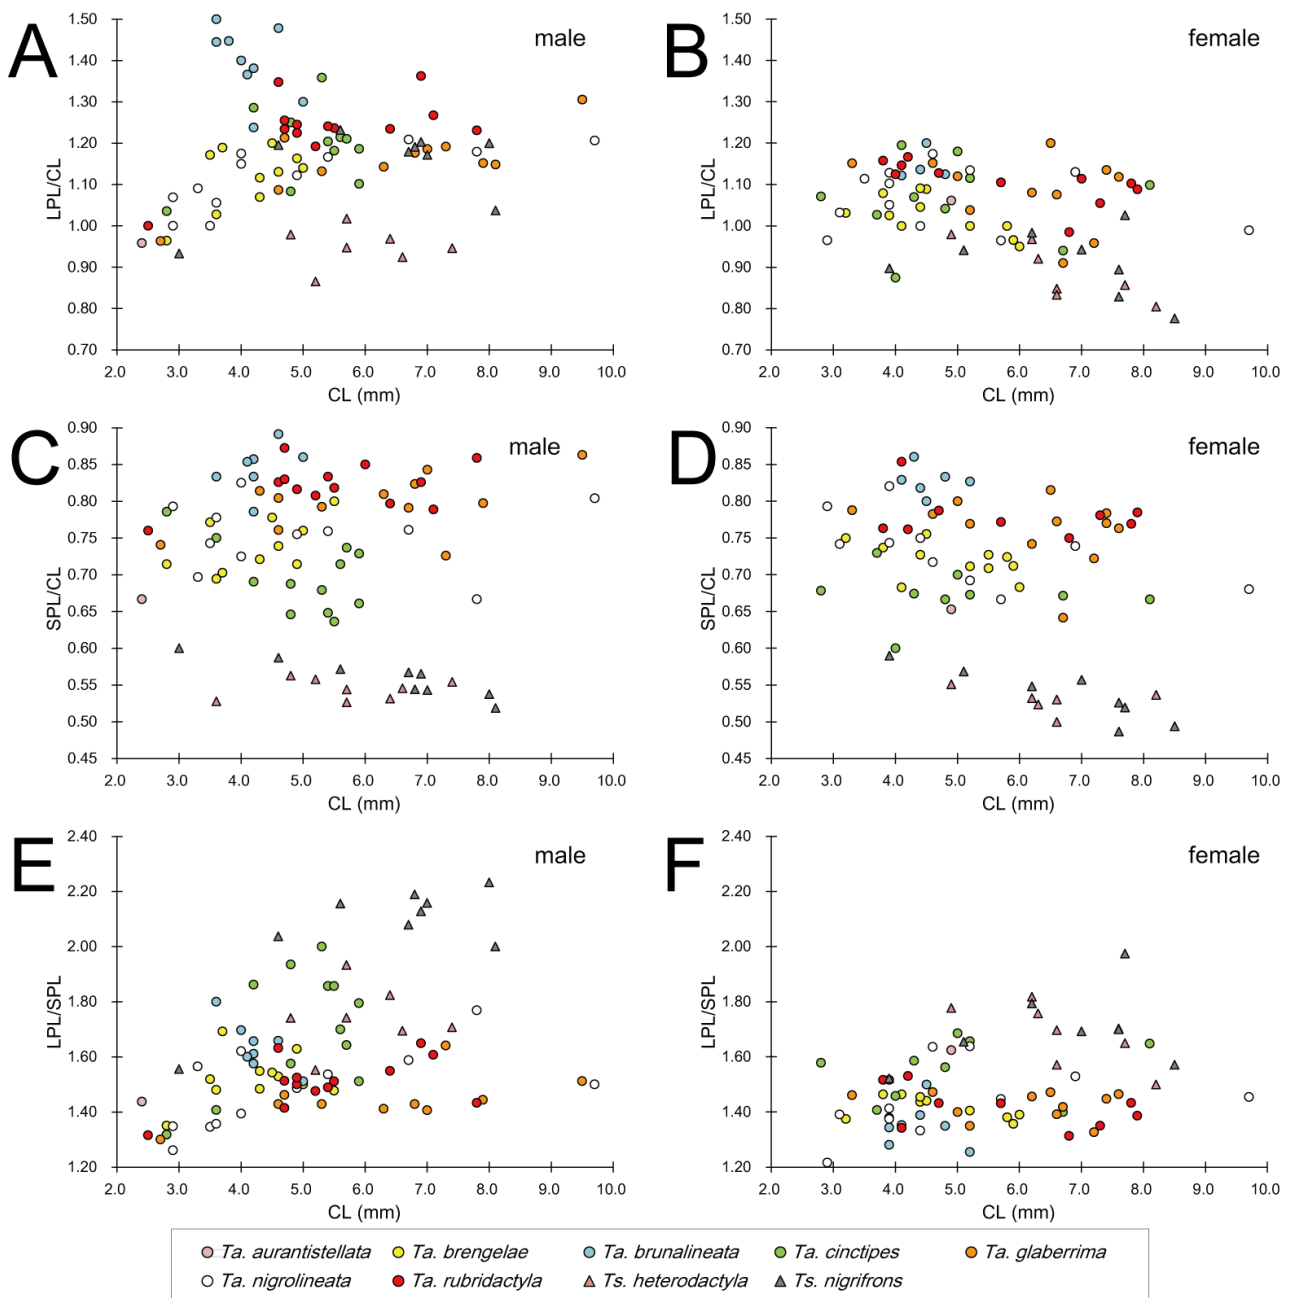 A
male
1.50
1.40
1.30
1.20
1.10
1.00
0.90
0.80
0.70
LPL/CL
2.0 3.0 4.0 5.0 6.0 7.0 8.0 9.0 10.0
CL (mm)
B
female
1.50
1.40
1.30
1.20
1.10
1.00
0.90
0.80
0.70
LPL/CL
2.0 3.0 4.0 5.0 6.0 7.0 8.0 9.0 10.0
CL (mm)
C
male
0.90
0.85
0.80
0.75
0.70
0.65
0.60
0.55
0.50
0.45
SPL/CL
2.0 3.0 4.0 5.0 6.0 7.0 8.0 9.0 10.0
CL (mm)
D
female
0.90
0.85
0.80
0.75
0.70
0.65
0.60
0.55
0.50
0.45
SPL/CL
2.0 3.0 4.0 5.0 6.0 7.0 8.0 9.0 10.0
CL (mm)
E
male
2.40
2.20
2.00
1.80
1.60
1.40
1.20
LPL/SPL
2.0 3.0 4.0 5.0 6.0 7.0 8.0 9.0 10.0
CL (mm)
F
female
2.40
2.20
2.00
1.80
1.60
1.40
1.20
LPL/SPL
2.0 3.0 4.0 5.0 6.0 7.0 8.0 9.0 10.0
CL (mm)
Ta. aurantistellata Ta. brengelae Ta. brunalineata Ta. cinctipes Ta. glaberrima
Ta. nigrolineata Ta. rubridactyla Ts. heterodactyla Ts. nigrifrons